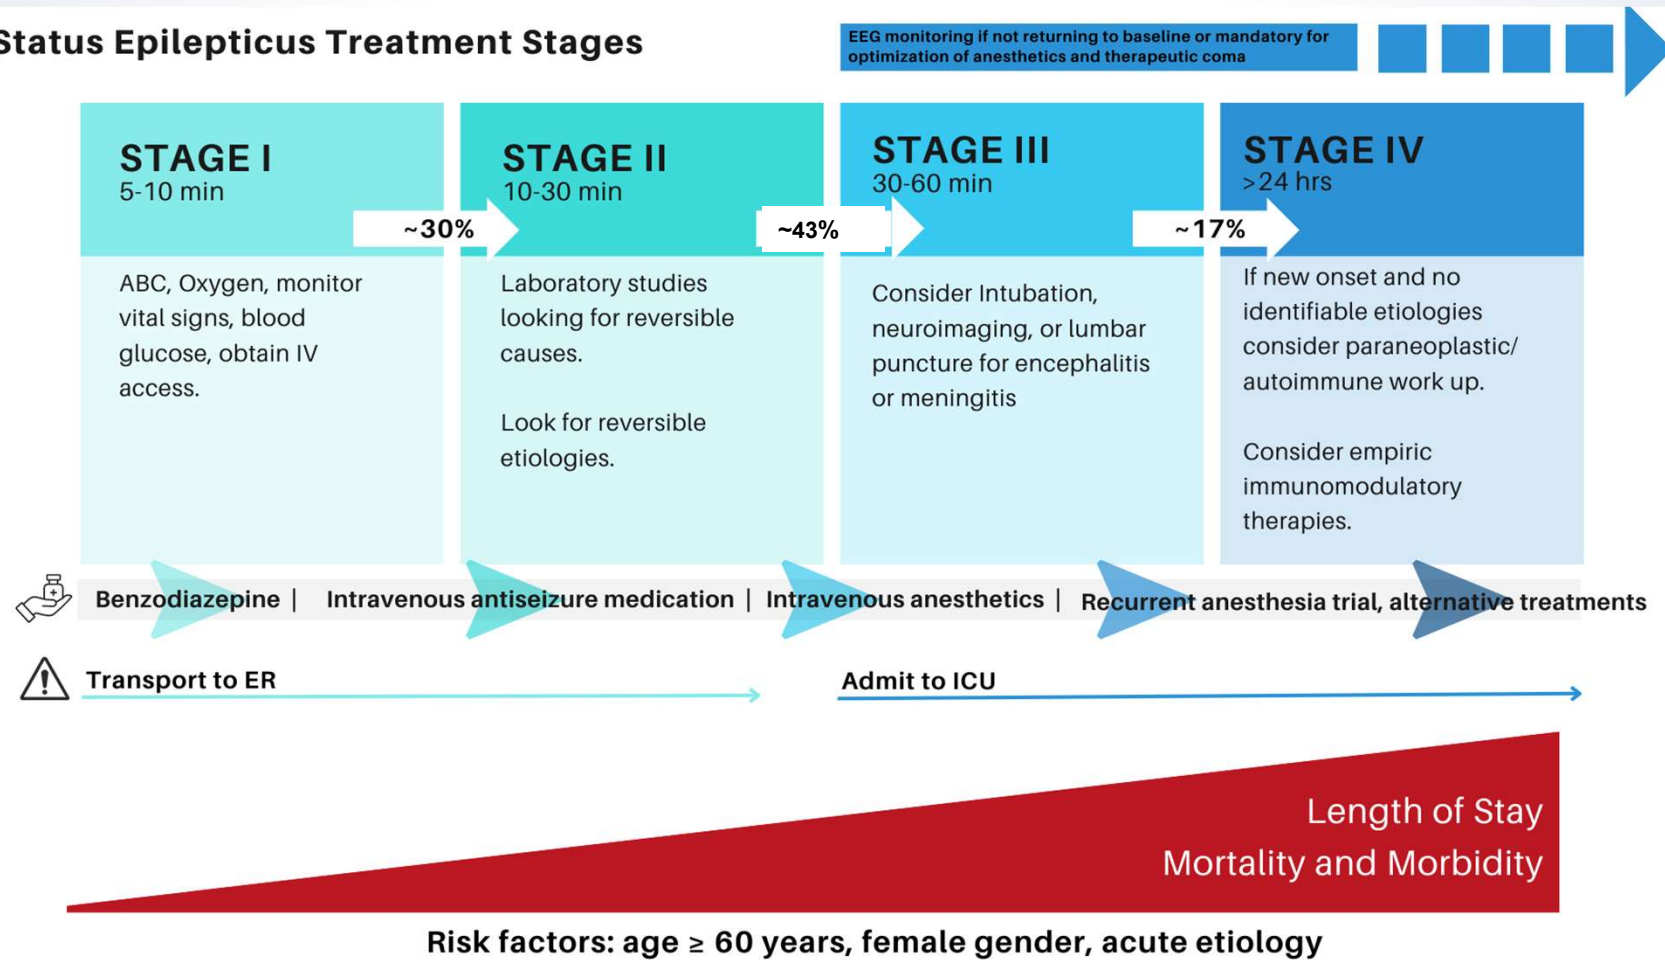 Status Epilepticus Treatment Stages
EEG monitoring if not returning to baseline or mandatory for
optimization of anesthetics and therapeutic coma
STAGE I
5-10 min
~30%
ABC, Oxygen, monitor
vital signs, blood
glucose, obtain IV
access.
STAGE II
10-30 min
~43%
Laboratory studies
looking for reversible
causes.
Look for reversible
etiologies.
STAGE III
30-60 min
~17%
Consider Intubation,
neuroimaging, or lumbar
puncture for encephalitis
or meningitis
STAGE IV
>24 hrs
If new onset and no
identifiable etiologies
consider paraneoplastic/
autoimmune work up.
Consider empiric
immunomodulatory
therapies.
Benzodiazepine | Intravenous antiseizure medication | Intravenous anesthetics | Recurrent anesthesia trial, alternative treatments
Transport to ER
Admit to ICU
Length of Stay
Mortality and Morbidity
Risk factors: age ≥ 60 years, female gender, acute etiology